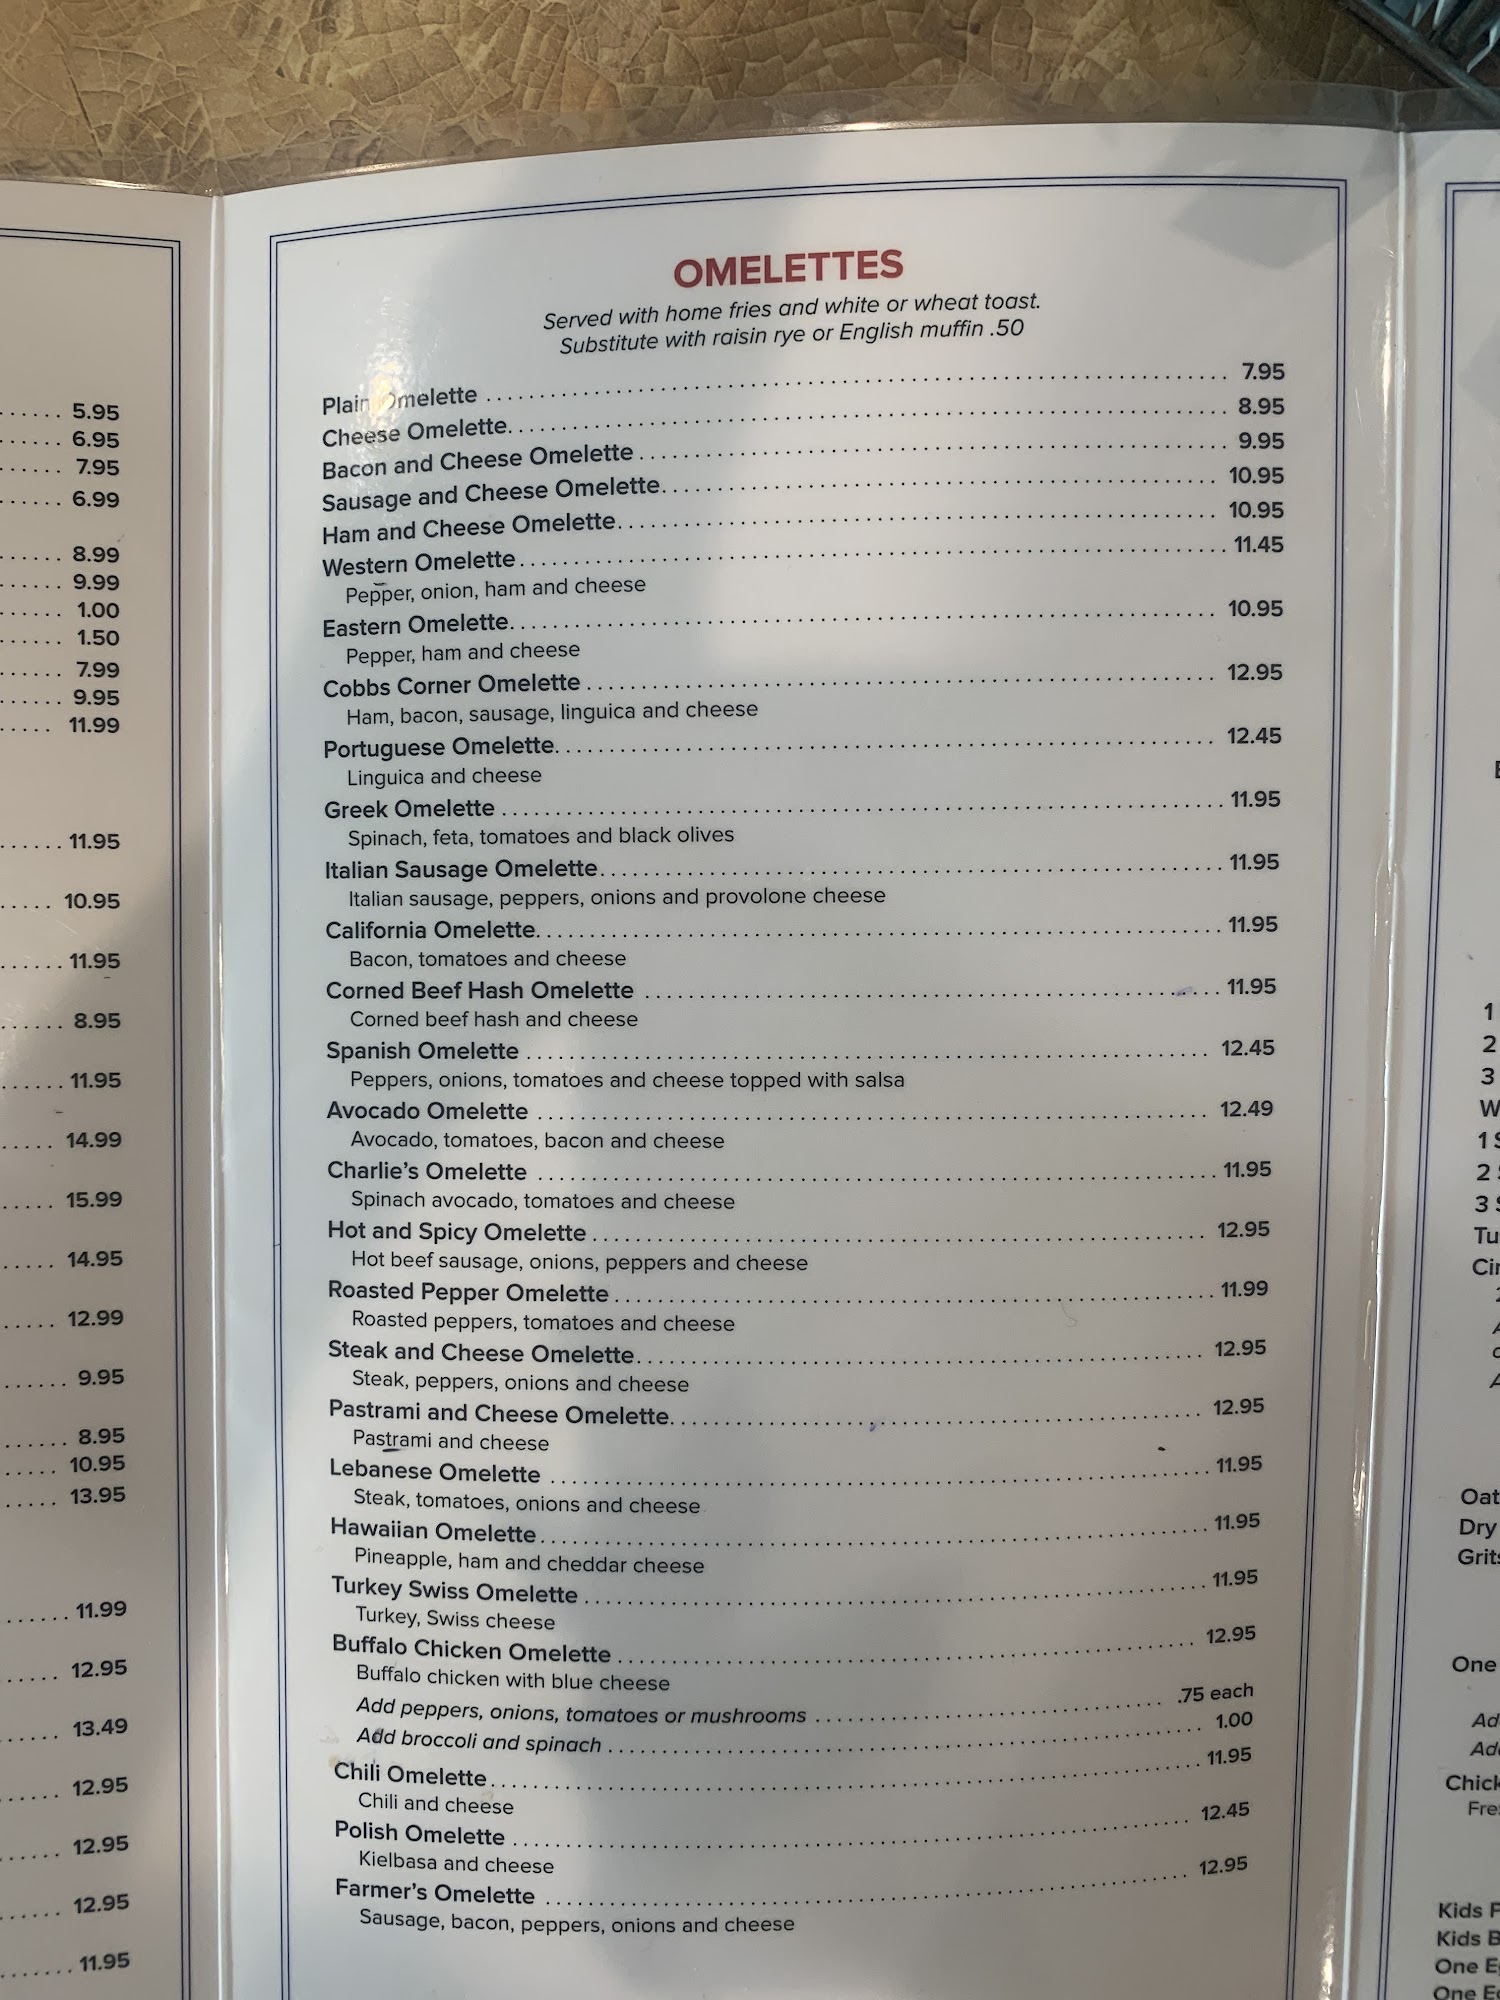 5.95
6.95
7.95
6.99
8.99
9.99
1.00
1.50
7.99
9.95
11.99
11.95
10.95
11.95
8.95
11.95
14.99
15.99
14.95
12.99
9.95
8.95
10.95
13.95
11.99
12.95
13.49
12.95
12.95
12.95
11.95
OMELETTES
Served with home fries and white or wheat toast.
Substitute with raisin rye or English muffin .50
Plain Omelette 7.95
Cheese Omelette 8.95
Bacon and Cheese Omelette 9.95
Sausage and Cheese Omelette 10.95
Ham and Cheese Omelette 10.95
Western Omelette 11.45
Pepper, onion, ham and cheese
Eastern Omelette 10.95
Pepper, ham and cheese
Cobbs Corner Omelette 12.95
Ham, bacon, sausage, linguica and cheese
Portuguese Omelette 12.45
Linguica and cheese
Greek Omelette 11.95
Spinach, feta, tomatoes and black olives
Italian Sausage Omelette 11.95
Italian sausage, peppers, onions and provolone cheese
California Omelette 11.95
Bacon, tomatoes and cheese
Corned Beef Hash Omelette 11.95
Corned beef hash and cheese
Spanish Omelette 12.45
Peppers, onions, tomatoes and cheese topped with salsa
Avocado Omelette 12.49
Avocado, tomatoes, bacon and cheese
Charlie's Omelette 11.95
Spinach avocado, tomatoes and cheese
Hot and Spicy Omelette 12.95
Hot beef sausage, onions, peppers and cheese
Roasted Pepper Omelette 11.99
Roasted peppers, tomatoes and cheese
Steak and Cheese Omelette 12.95
Steak, peppers, onions and cheese
Pastrami and Cheese Omelette 12.95
Pastrami and cheese
Lebanese Omelette 11.95
Steak, tomatoes, onions and cheese
Hawaiian Omelette 11.95
Pineapple, ham and cheddar cheese
Turkey Swiss Omelette 11.95
Turkey, Swiss cheese
Buffalo Chicken Omelette 12.95
Buffalo chicken with blue cheese
Add peppers, onions, tomatoes or mushrooms .75 each
Add broccoli and spinach 1.00
Chili Omelette 11.95
Chili and cheese
Polish Omelette 12.45
Kielbasa and cheese
Farmer's Omelette 12.95
Sausage, bacon, peppers, onions and cheese
1
2
3
1
2
3
Dry
One
Kids
Kids
One
One